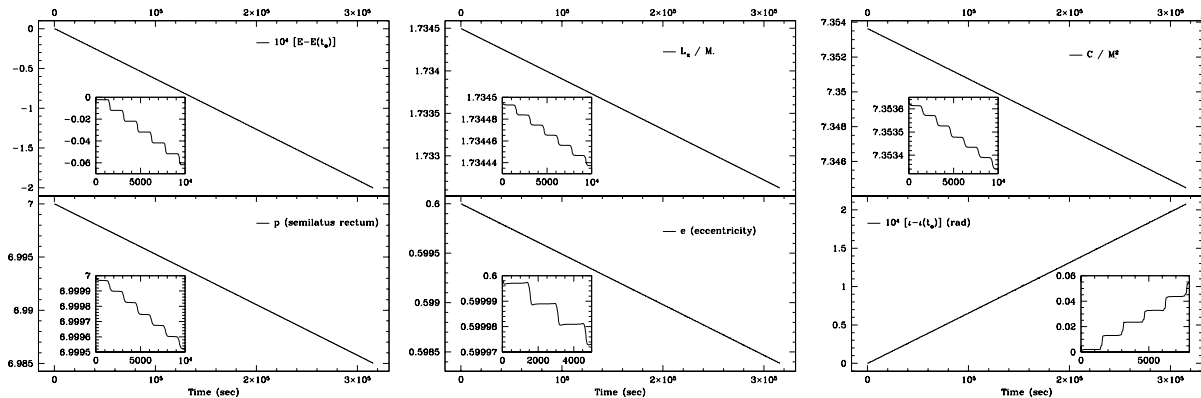 0 10⁵ 2×10⁵ 3×10⁵ 0 10⁵ 2×10⁵ 3×10⁵ 0 10⁵ 2×10⁵ 3×10⁵
0 -0.5 -1 -1.5 -2
10⁴ [E-E(t₀)]
0 -0.02 -0.04 -0.06
0 5000 10⁴
1.7345 1.734 1.7335 1.733
L_z / M
1.7345 1.73448 1.73446 1.73444
0 5000 10⁴
7.354 7.352 7.35 7.348 7.346
C / M²
7.3536 7.3535 7.3534
0 5000 10⁴
7 6.995 6.99 6.985
p (semilatus rectum)
7 6.9999 6.9998 6.9997 6.9996 6.9995
0 5000 10⁴
0.6 0.5995 0.599 0.5985
e (eccentricity)
0.6 0.59999 0.59998 0.59997
0 2000 4000
2 1.5 1 0.5 0
10⁴ [ι-ι(t₀)] (rad)
0.06 0.04 0.02 0
0 5000
0 10⁵ 2×10⁵ 3×10⁵ 0 10⁵ 2×10⁵ 3×10⁵ 0 10⁵ 2×10⁵ 3×10⁵
Time (sec) Time (sec) Time (sec)